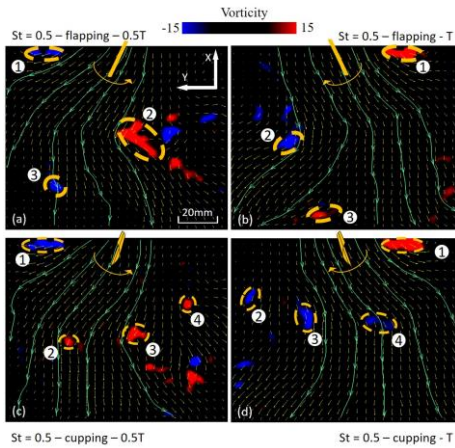 Vorticity
-15 15
St = 0.5 – flapping – 0.5T
St = 0.5 – flapping - T
X
Y
1
2
3
(a)
20mm
1
2
3
(b)
1
2
3
4
(c)
1
2
3
4
(d)
St = 0.5 – cupping – 0.5T
St = 0.5 – cupping - T